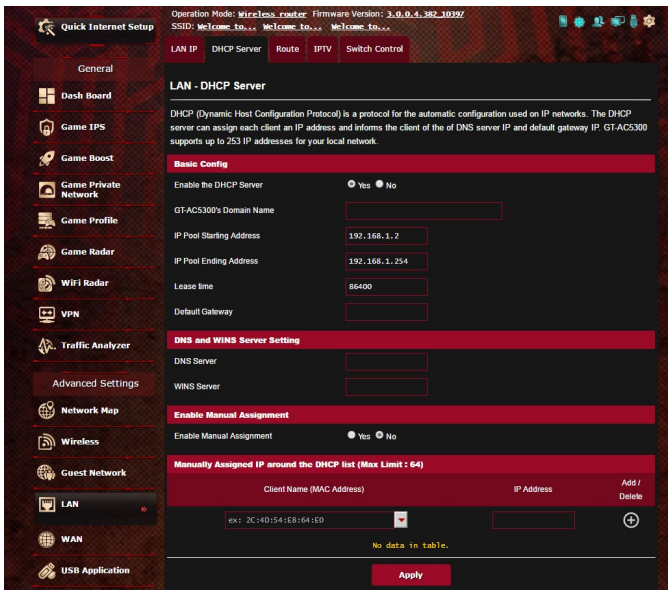 Quick Internet Setup
General
Dash Board
Game IPS
Game Boost
Game Private
Network
Game Profile
Game Radar
WiFi Radar
VPN
Traffic Analyzer
Advanced Settings
Network Map
Wireless
Guest Network
LAN
WAN
USB Application
Operation Mode: Wireless router Firmware Version: 3.0.0.4.382_10397
SSID: Welcome to... Welcome to... Welcome to...
LAN IP DHCP Server Route IPTV Switch Control
LAN - DHCP Server
DHCP (Dynamic Host Configuration Protocol) is a protocol for the automatic configuration used on IP networks. The DHCP
server can assign each client an IP address and informs the client of the of DNS server IP and default gateway IP. GT-AC5300
supports up to 253 IP addresses for your local network.
Basic Config
Enable the DHCP Server Yes No
GT-AC5300's Domain Name
IP Pool Starting Address 192.168.1.2
IP Pool Ending Address 192.168.1.254
Lease time 86400
Default Gateway
DNS and WINS Server Setting
DNS Server
WINS Server
Enable Manual Assignment
Enable Manual Assignment Yes No
Manually Assigned IP around the DHCP list (Max Limit : 64)
Client Name (MAC Address) IP Address Add /
Delete
ex: 2C:4D:54:E8:64:E0
No data in table.
Apply